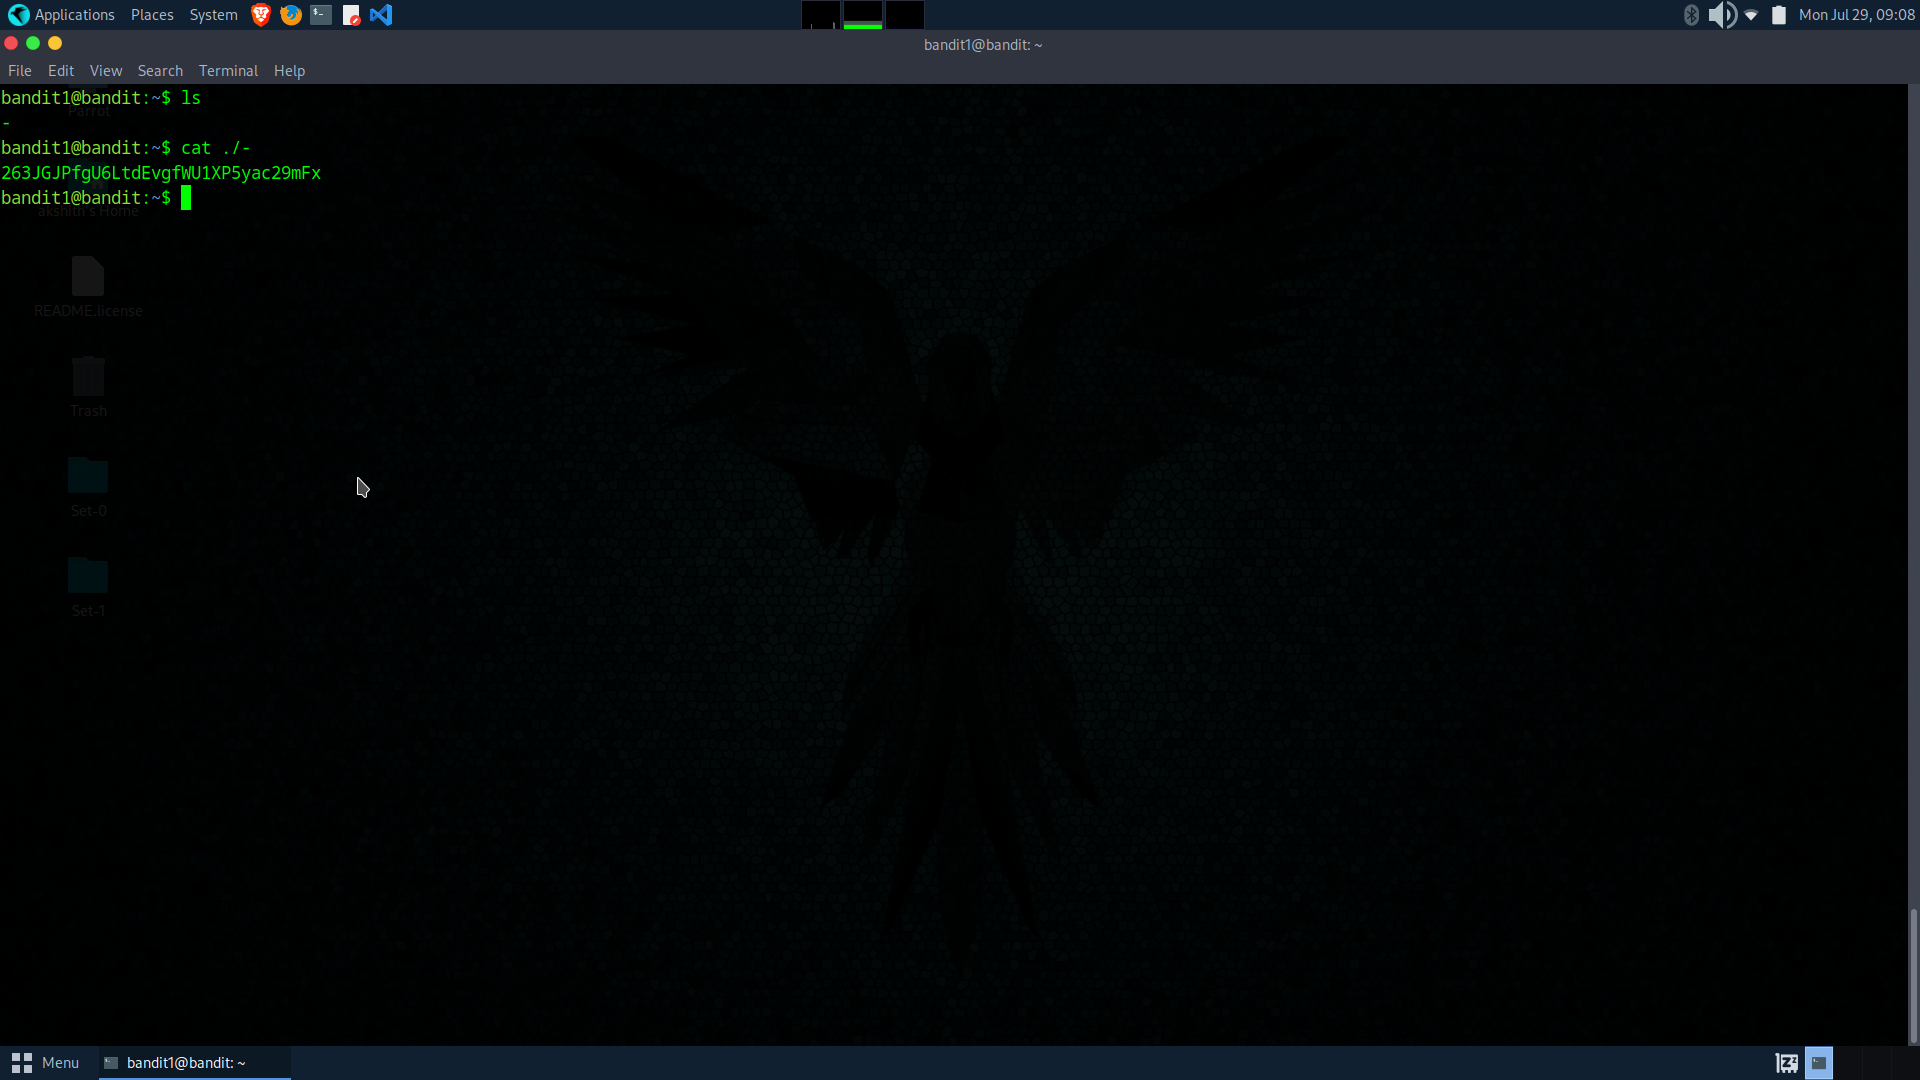 Applications Places System
Mon Jul 29, 09:08
bandit1@bandit: ~
File Edit View Search Terminal Help
bandit1@bandit:~$ ls
Parrot
-
bandit1@bandit:~$ cat ./-
263JGJPfgU6LtdEvgfWU1XP5yac29mFx
bandit1@bandit:~$
akshith's Home
README.license
Trash
Set-0
Set-1
Menu bandit1@bandit: ~